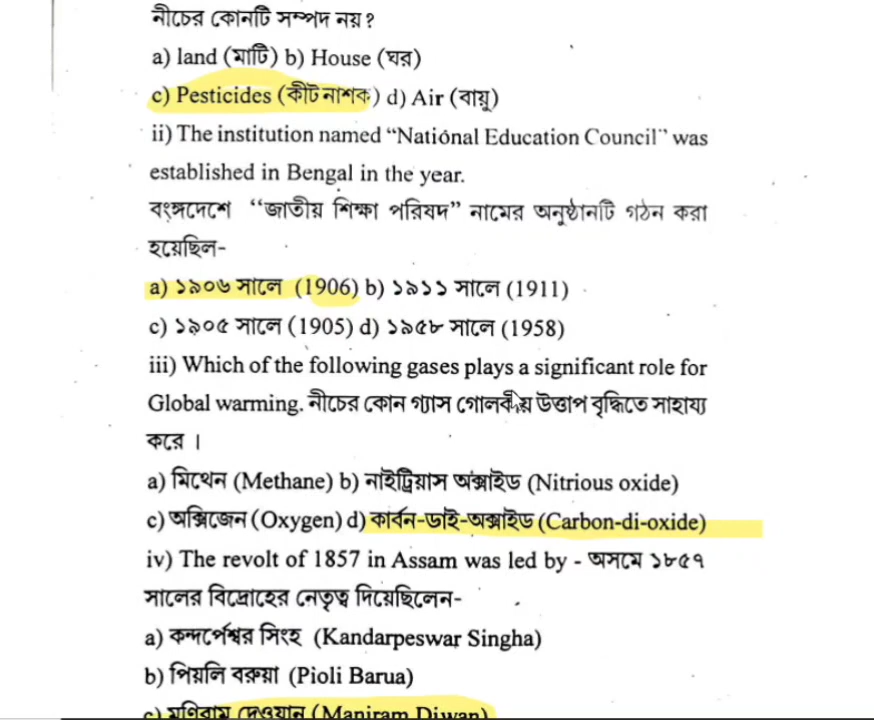 নীচের কোনটি সম্পদ নয়?
a) land (মাটি) b) House (ঘর)
c) Pesticides (কীটনাশক) d) Air (বায়ু)
ii) The institution named “National Education Council” was
established in Bengal in the year.
বংঙ্গদেশে “জাতীয় শিক্ষা পরিষদ” নামের অনুষ্ঠানটি গঠন করা
হয়েছিল-
a) ১৯০৬ সালে (1906) b) ১৯১১ সালে (1911)
c) ১৯০৫ সালে (1905) d) ১৯৫৮ সালে (1958)
iii) Which of the following gases plays a significant role for
Global warming. নীচের কোন গ্যাস গোলকীয় উত্তাপ বৃদ্ধিতে সাহায্য
করে ।
a) মিথেন (Methane) b) নাইট্রিয়াস অক্সাইড (Nitrious oxide)
c) অক্সিজেন (Oxygen) d) কার্বন-ডাই-অক্সাইড (Carbon-di-oxide)
iv) The revolt of 1857 in Assam was led by - অসমে ১৮৫৭
সালের বিদ্রোহের নেতৃত্ব দিয়েছিলেন-
a) কন্দর্পেশ্বর সিংহ (Kandarpeswar Singha)
b) পিয়লি বরুয়া (Pioli Barua)
c) মণিরাম দেওয়ান (Maniram Diwan)